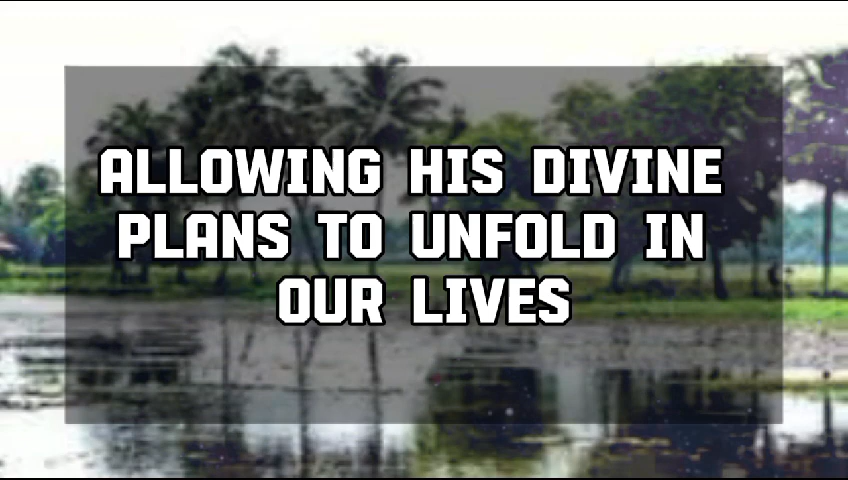 ALLOWING HIS DIVINE
PLANS TO UNFOLD IN
OUR LIVES